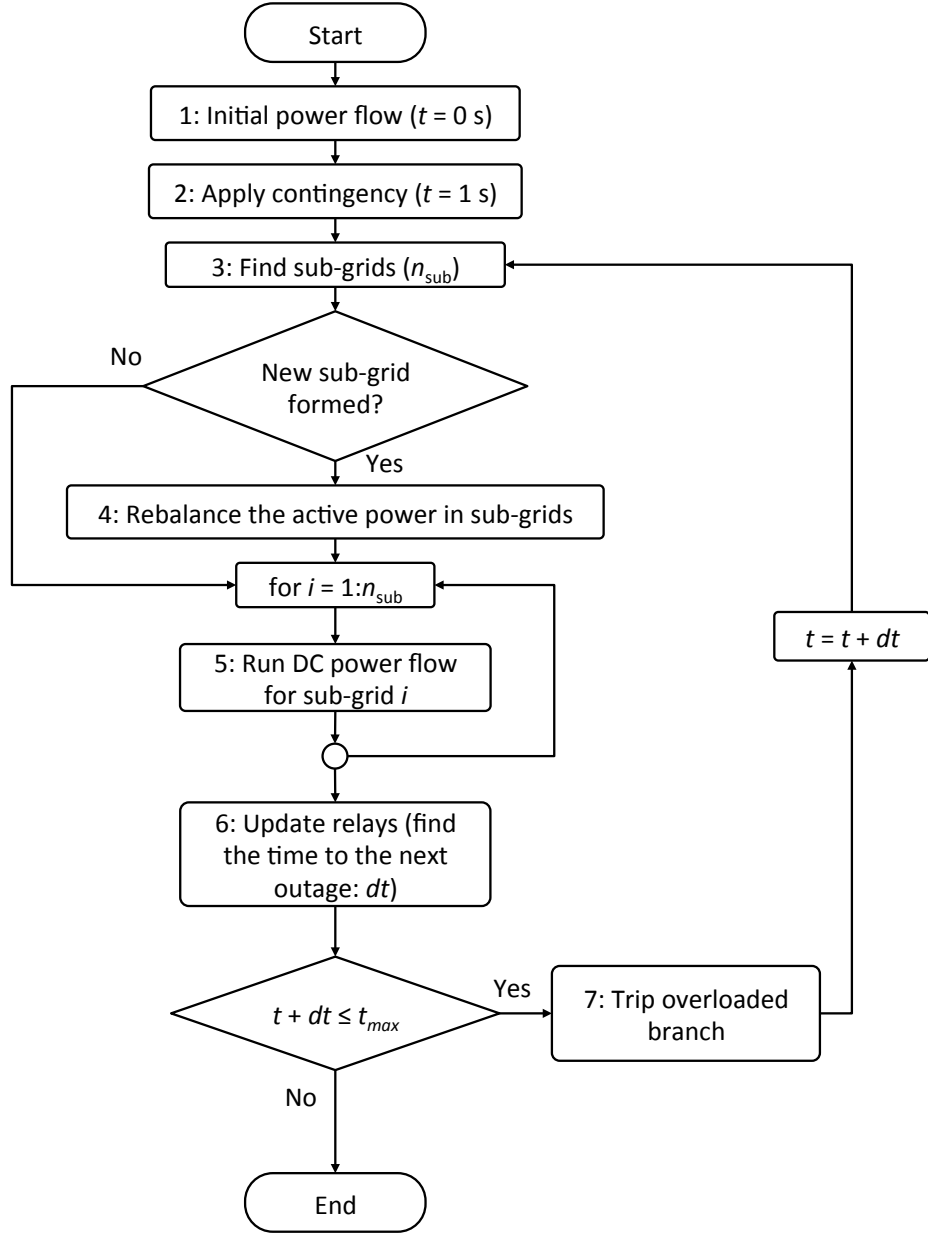 Start
1: Initial power flow (t = 0 s)
2: Apply contingency (t = 1 s)
3: Find sub-grids (nsub)
No
New sub-grid
formed?
Yes
4: Rebalance the active power in sub-grids
for i = 1:nsub
t = t + dt
5: Run DC power flow
for sub-grid i
6: Update relays (find
the time to the next
outage: dt)
t + dt ≤ tmax
Yes
7: Trip overloaded
branch
No
End